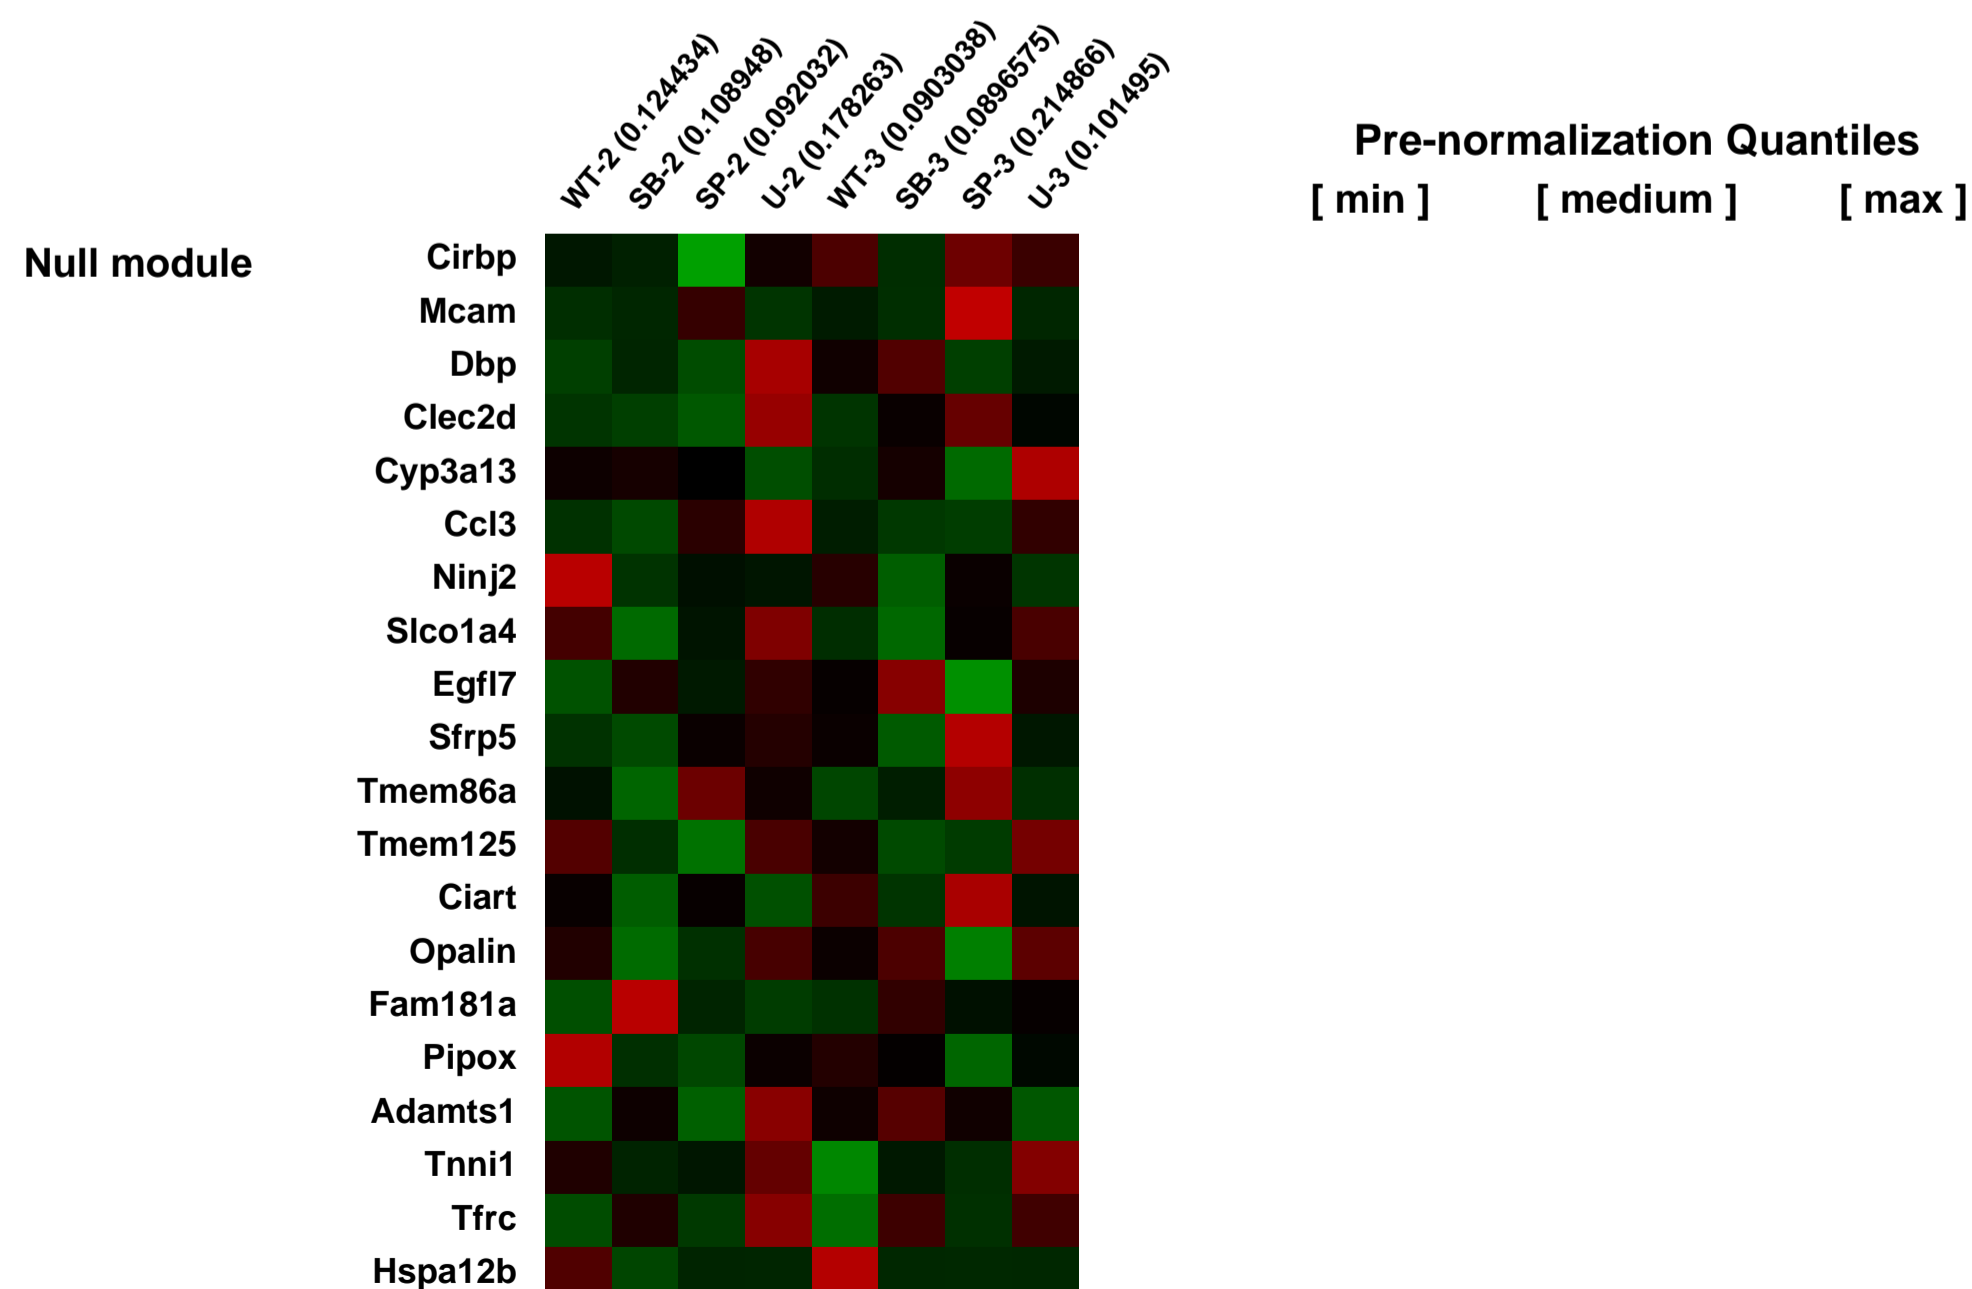 WT-2 (0.124434)
SB-2 (0.108948)
SP-2 (0.092032)
U-2 (0.178263)
WT-3 (0.0903038)
SB-3 (0.0896575)
SP-3 (0.214866)
U-3 (0.101495)
Pre-normalization Quantiles
[ min ] [ medium ] [ max ]
Null module
Cirbp
Mcam
Dbp
Clec2d
Cyp3a13
Ccl3
Ninj2
Slco1a4
Egfl7
Sfrp5
Tmem86a
Tmem125
Ciart
Opalin
Fam181a
Pipox
Adamts1
Tnni1
Tfrc
Hspa12b